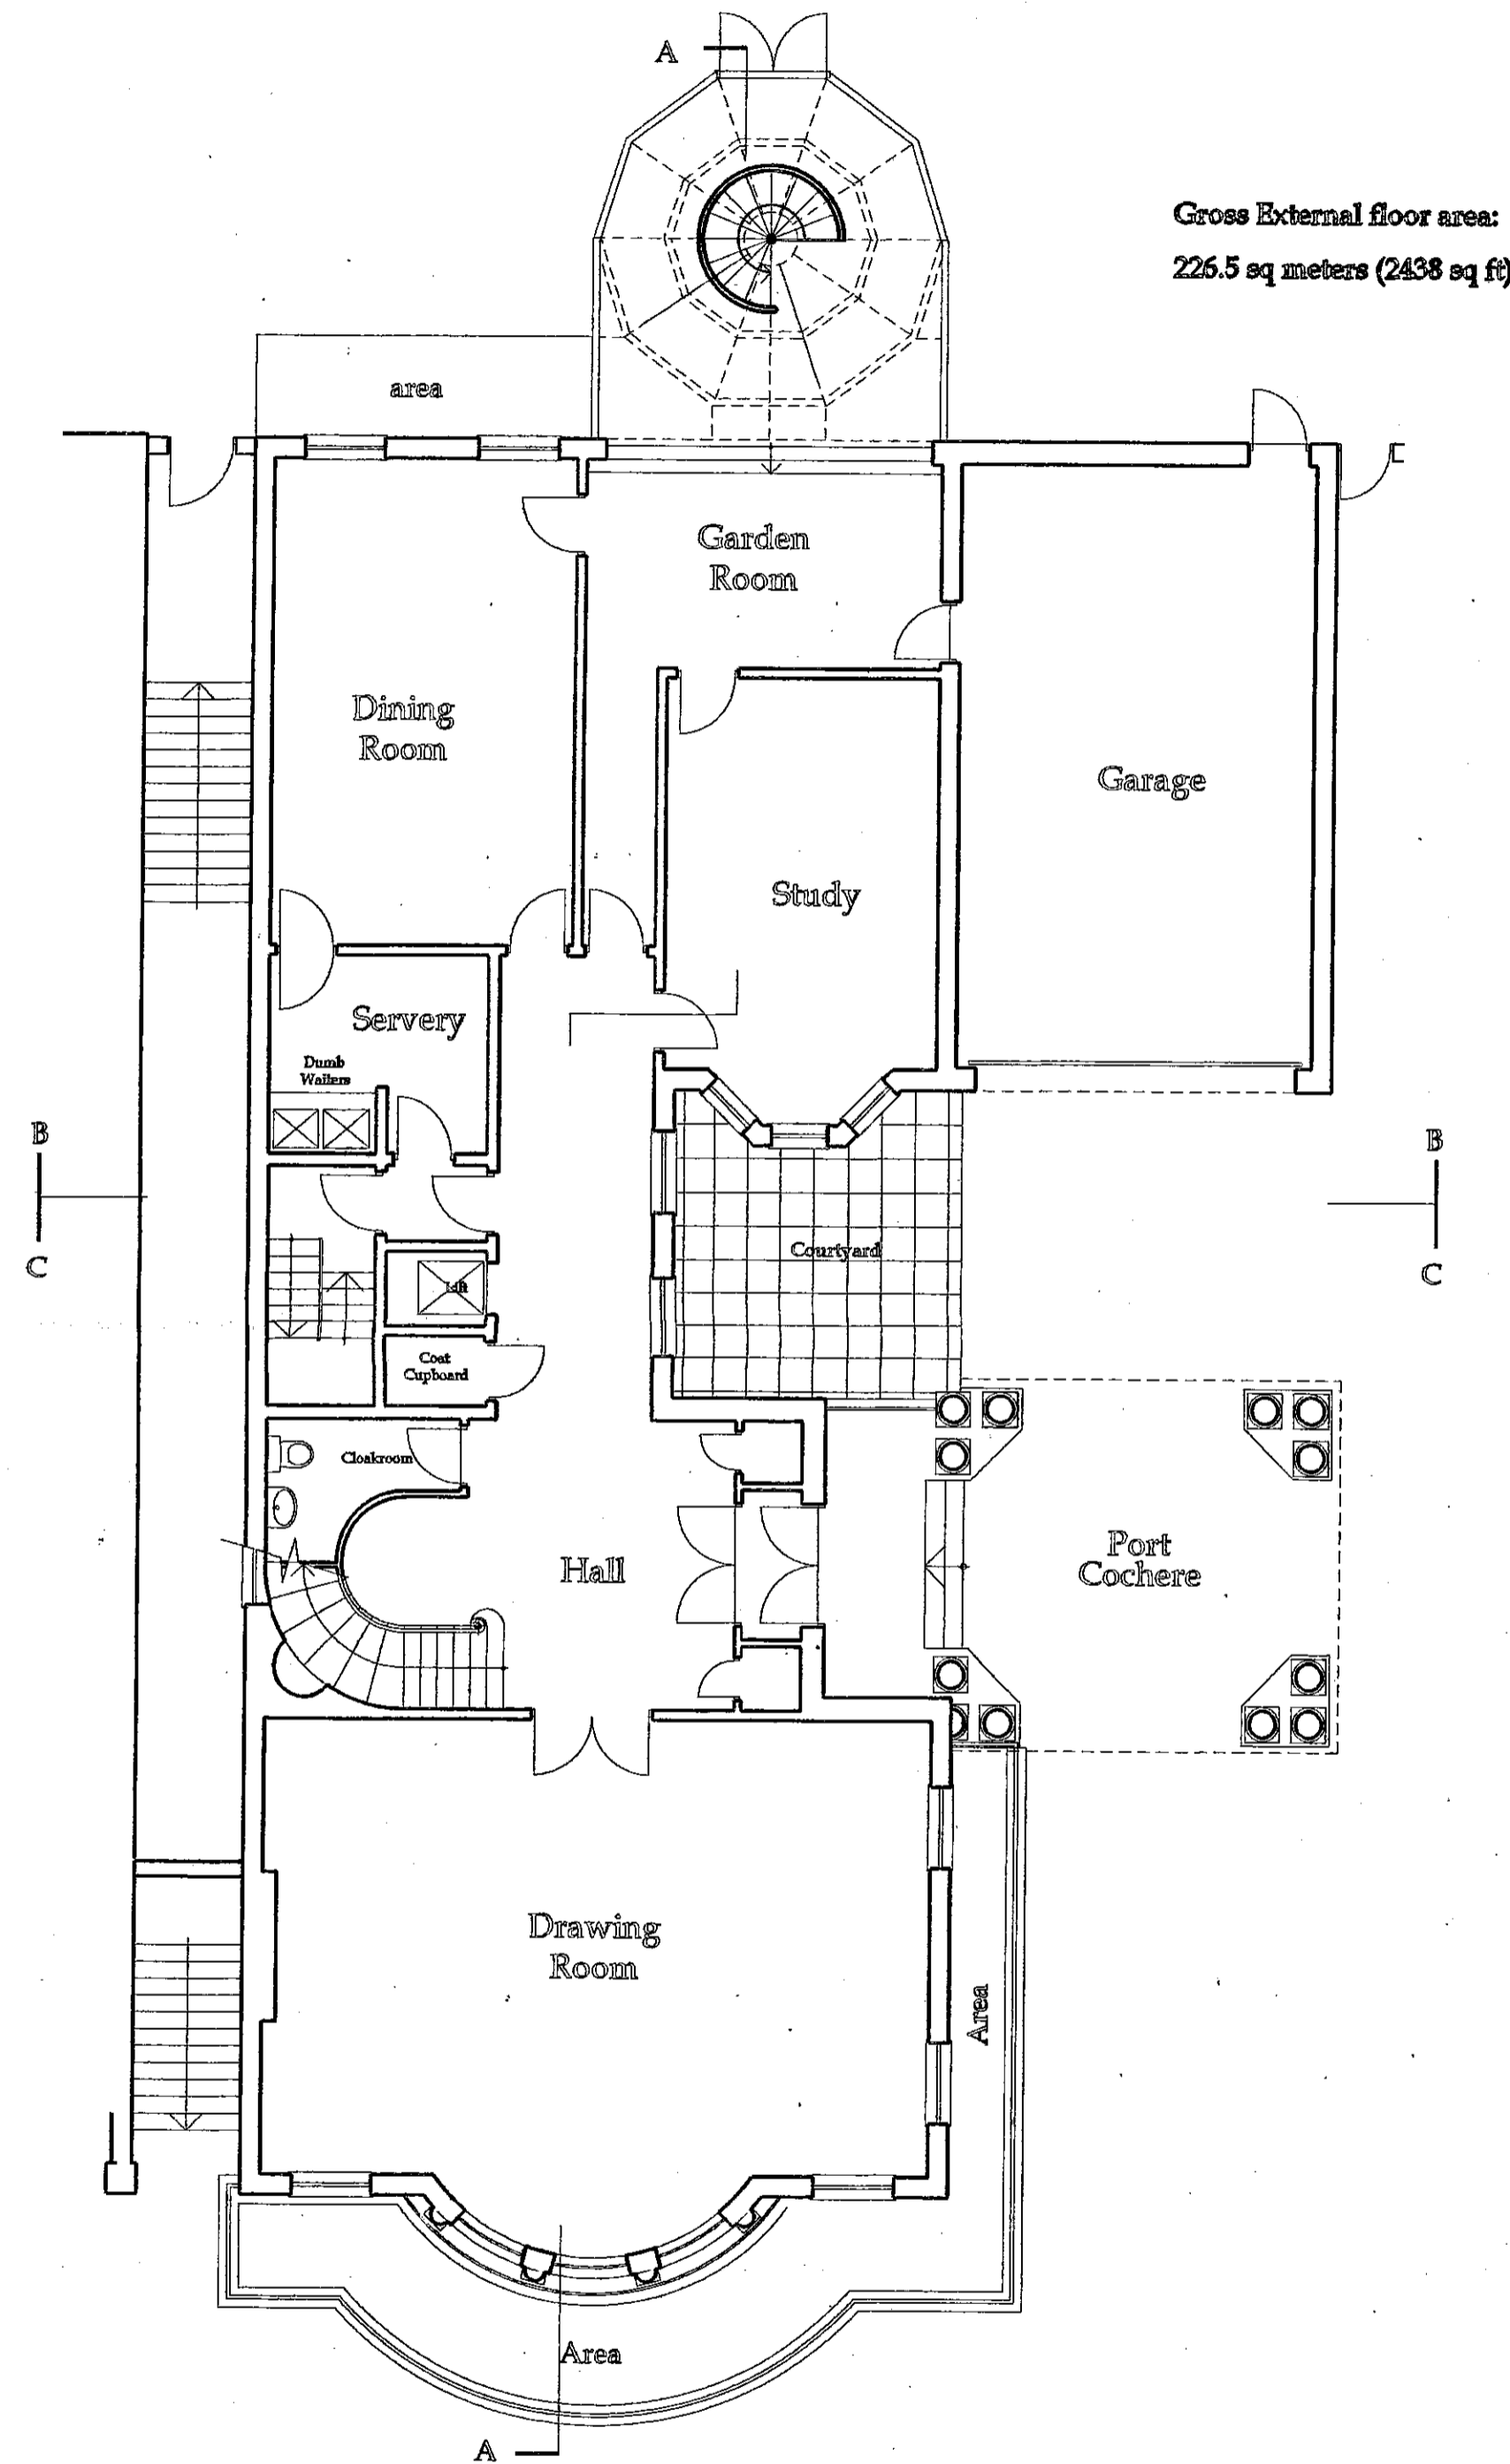 A
Gross External floor area:
226.5 sq meters (2438 sq ft)
area
Garden
Room
Dining
Room
Garage
Study
Servery
Dumb
Waiters
B
B
C
C
Courtyard
Lift
Coat
Cupboard
Cloakroom
Hall
Port
Cochere
Drawing
Room
Area
Area
A